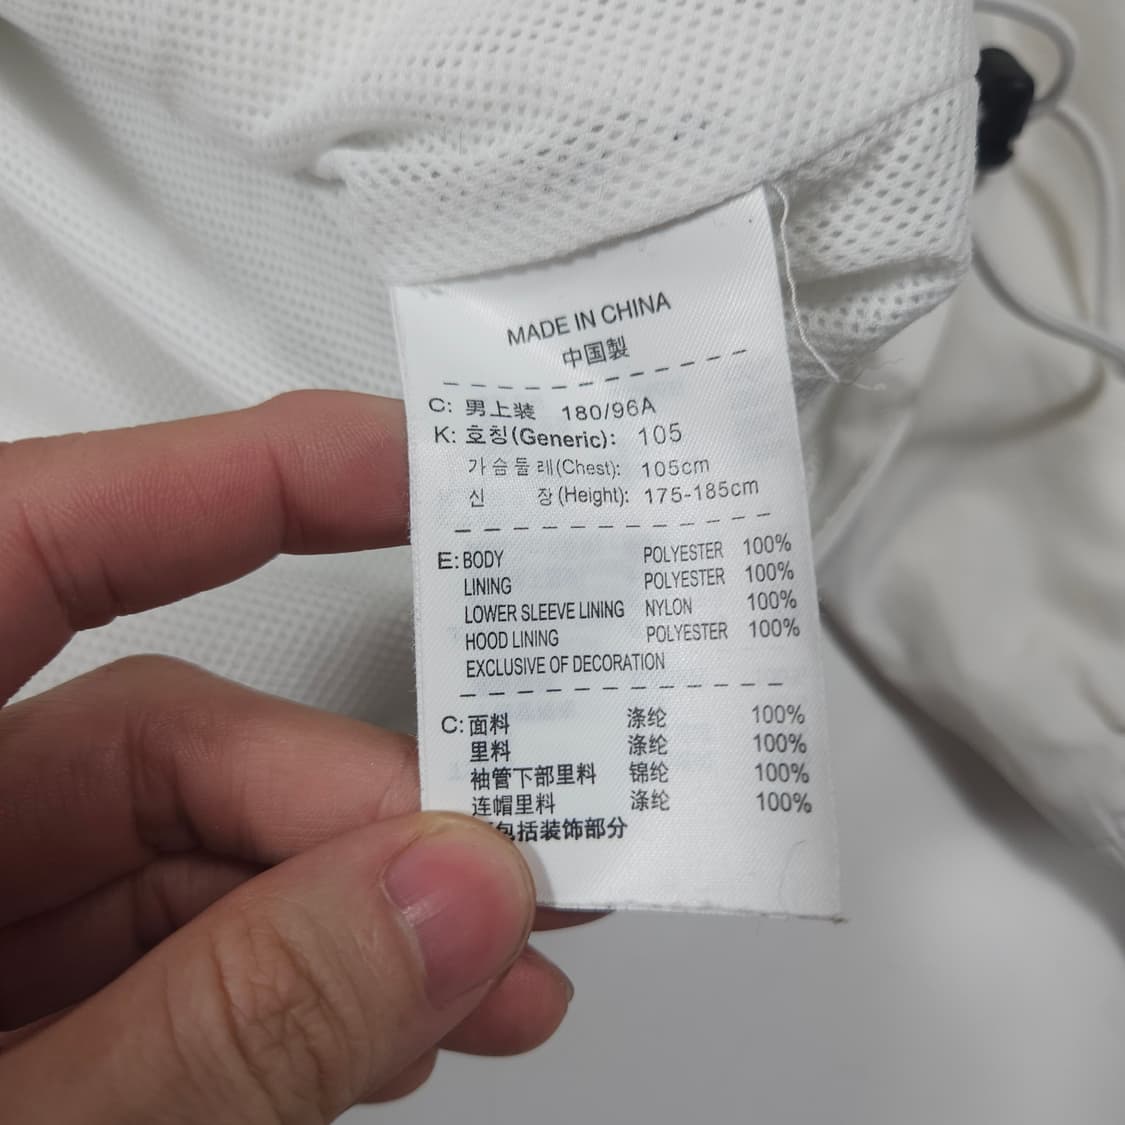 MADE IN CHINA
中国製
C: 男上装 180/96A
K: 호칭(Generic): 105
가슴둘레(Chest): 105cm
신 장(Height): 175-185cm
E: BODY POLYESTER 100%
LINING POLYESTER 100%
LOWER SLEEVE LINING NYLON 100%
HOOD LINING POLYESTER 100%
EXCLUSIVE OF DECORATION
C: 面料 涤纶 100%
里料 涤纶 100%
袖管下部里料 锦纶 100%
连帽里料 涤纶 100%
包括装饰部分